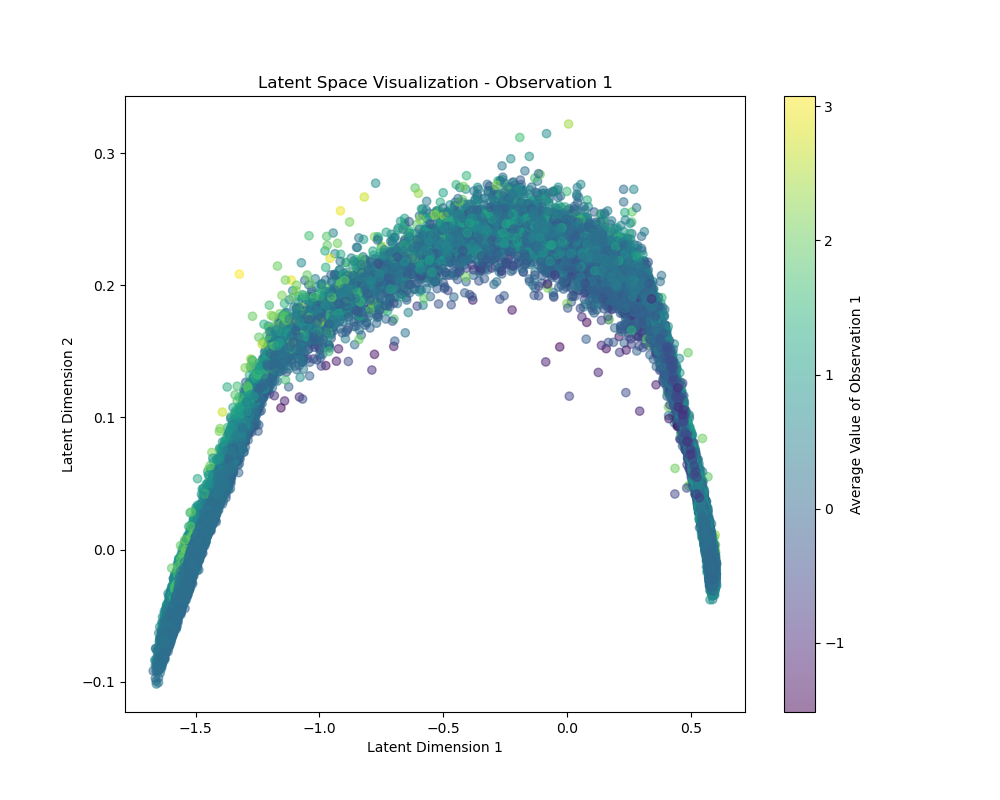 Latent Space Visualization - Observation 1
Latent Dimension 2
0.3
0.2
0.1
0.0
−0.1
−1.5 −1.0 −0.5 0.0 0.5
Latent Dimension 1
3
2
1
0
−1
Average Value of Observation 1